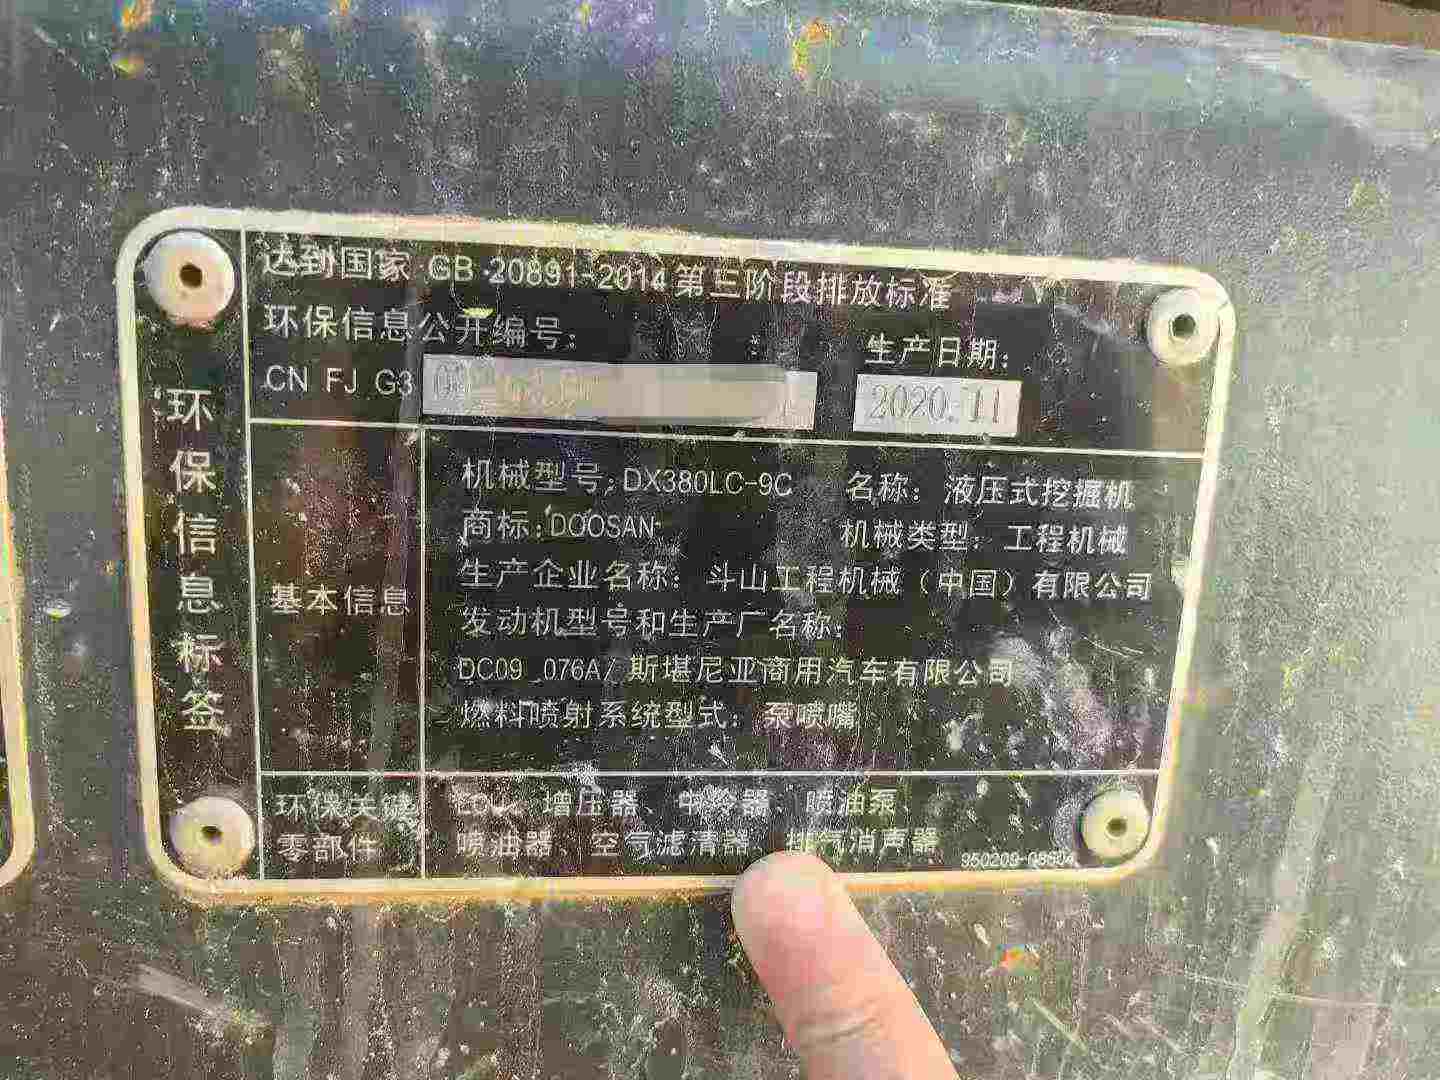 达到国家 GB 20891-2014 第三阶段排放标准
环保信息公开编号:
生产日期:
CN FJ G3
2020.11
环保信息标签
基本信息
机械型号: DX380LC-9C 名称: 液压式挖掘机
商标: DOOSAN 机械类型: 工程机械
生产企业名称: 斗山工程机械（中国）有限公司
发动机型号和生产厂名称:
DC09_076A/斯堪尼亚商用汽车有限公司
燃料喷射系统型式: 泵喷嘴
环保关键
零部件
增压器、中冷器、喷油泵
喷油器、空气滤清器、排气消声器